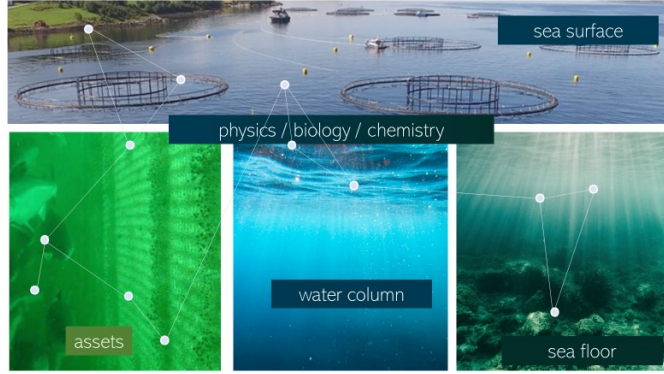 sea surface
physics / biology / chemistry
water column
assets
sea floor